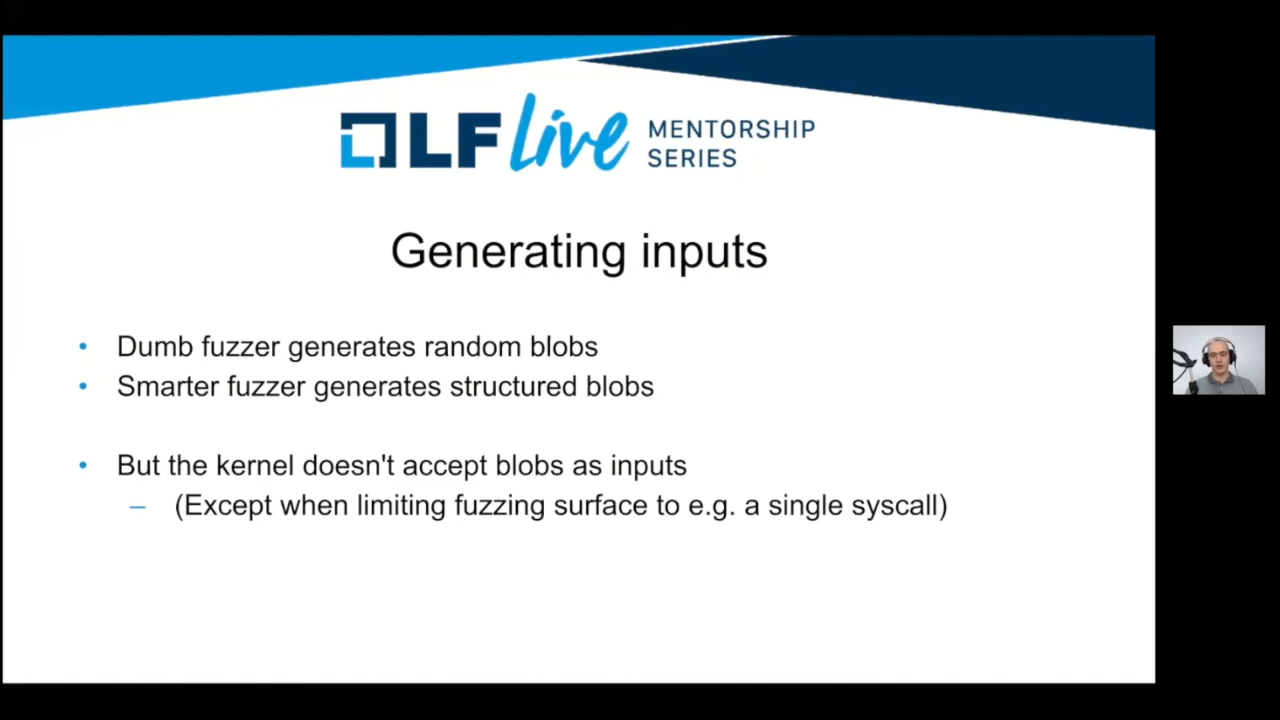 LF Live MENTORSHIP
SERIES
Generating inputs
• Dumb fuzzer generates random blobs
• Smarter fuzzer generates structured blobs
• But the kernel doesn't accept blobs as inputs
– (Except when limiting fuzzing surface to e.g. a single syscall)